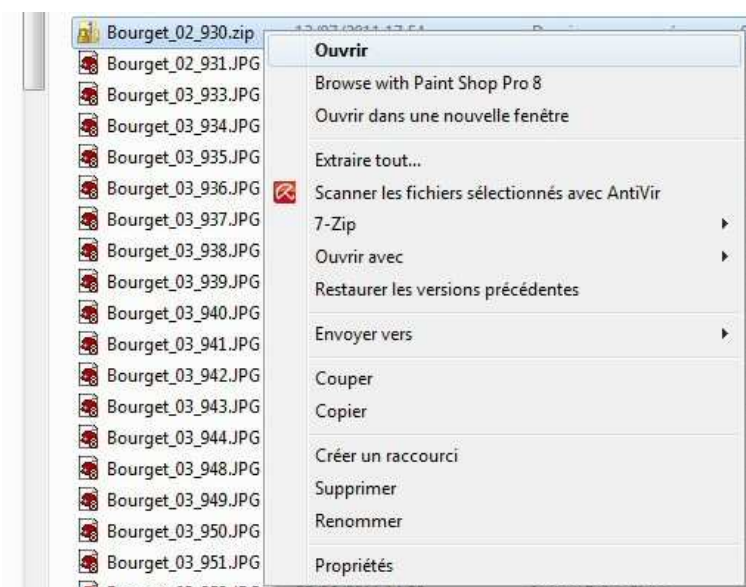 Bourget_02_930.zip
Bourget_02_931.JPG
Bourget_03_933.JPG
Bourget_03_934.JPG
Bourget_03_935.JPG
Bourget_03_936.JPG
Bourget_03_937.JPG
Bourget_03_938.JPG
Bourget_03_939.JPG
Bourget_03_940.JPG
Bourget_03_941.JPG
Bourget_03_942.JPG
Bourget_03_943.JPG
Bourget_03_944.JPG
Bourget_03_948.JPG
Bourget_03_949.JPG
Bourget_03_950.JPG
Bourget_03_951.JPG
Ouvrir
Browse with Paint Shop Pro 8
Ouvrir dans une nouvelle fenêtre
Extraire tout...
Scanner les fichiers sélectionnés avec AntiVir
7-Zip
Ouvrir avec
Restaurer les versions précédentes
Envoyer vers
Couper
Copier
Créer un raccourci
Supprimer
Renommer
Propriétés